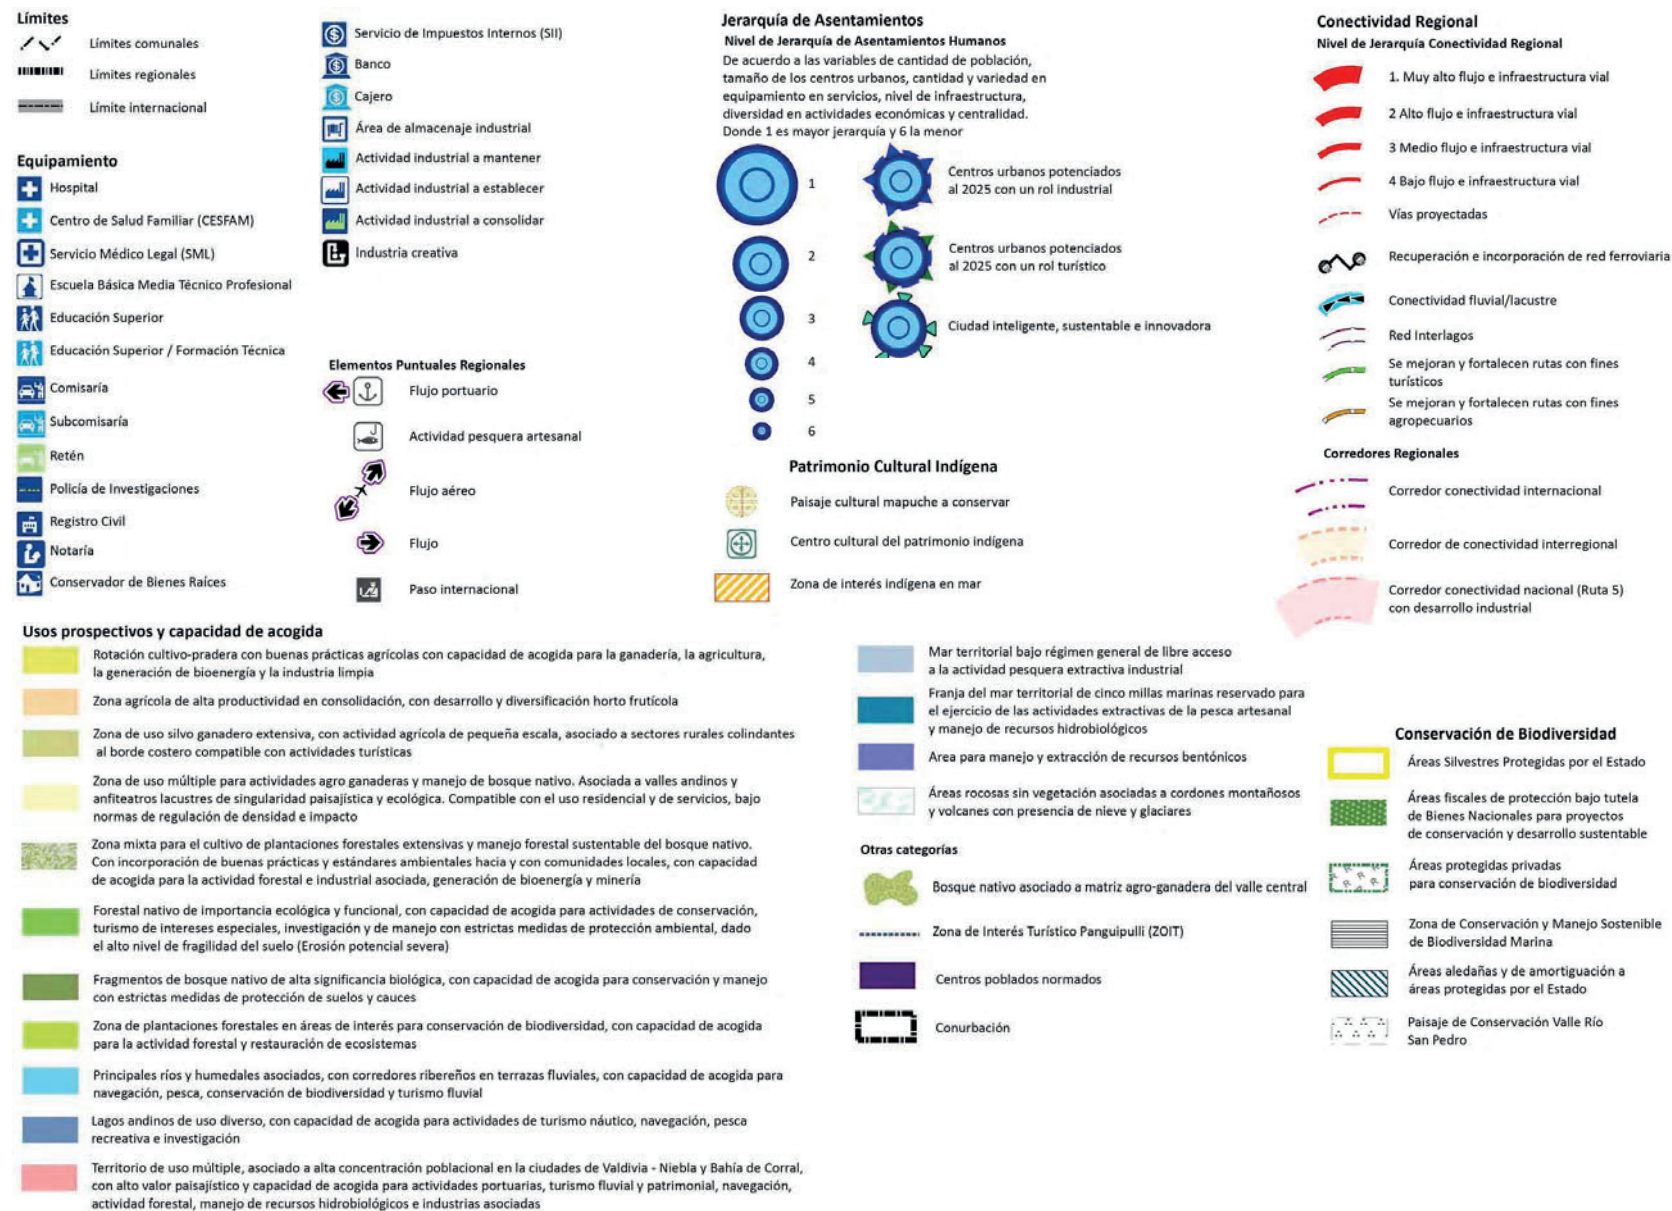 Límites
Límites comunales
Límites regionales
Límite internacional
Equipamiento
Hospital
Centro de Salud Familiar (CESFAM)
Servicio Médico Legal (SML)
Escuela Básica Media Técnico Profesional
Educación Superior
Educación Superior / Formación Técnica
Comisaría
Subcomisaría
Retén
Policía de Investigaciones
Registro Civil
Notaría
Conservador de Bienes Raíces
Servicio de Impuestos Internos (SII)
Banco
Cajero
Área de almacenaje industrial
Actividad industrial a mantener
Actividad industrial a establecer
Actividad industrial a consolidar
Industria creativa
Elementos Puntuales Regionales
Flujo portuario
Actividad pesquera artesanal
Flujo aéreo
Flujo
Paso internacional
Jerarquía de Asentamientos
Nivel de Jerarquía de Asentamientos Humanos
De acuerdo a las variables de cantidad de población,
tamaño de los centros urbanos, cantidad y variedad en
equipamiento en servicios, nivel de infraestructura,
diversidad en actividades económicas y centralidad.
Donde 1 es mayor jerarquía y 6 la menor
1
2
3
4
5
6
Centros urbanos potenciados
al 2025 con un rol industrial
Centros urbanos potenciados
al 2025 con un rol turístico
Ciudad inteligente, sustentable e innovadora
Patrimonio Cultural Indígena
Paisaje cultural mapuche a conservar
Centro cultural del patrimonio indígena
Zona de interés indígena en mar
Conectividad Regional
Nivel de Jerarquía Conectividad Regional
1. Muy alto flujo e infraestructura vial
2 Alto flujo e infraestructura vial
3 Medio flujo e infraestructura vial
4 Bajo flujo e infraestructura vial
Vías proyectadas
Recuperación e incorporación de red ferroviaria
Conectividad fluvial/lacustre
Red Interlagos
Se mejoran y fortalecen rutas con fines
turísticos
Se mejoran y fortalecen rutas con fines
agropecuarios
Corredores Regionales
Corredor conectividad internacional
Corredor de conectividad interregional
Corredor conectividad nacional (Ruta 5)
con desarrollo industrial
Usos prospectivos y capacidad de acogida
Rotación cultivo-pradera con buenas prácticas agrícolas con capacidad de acogida para la ganadería, la agricultura,
la generación de bioenergía y la industria limpia
Zona agrícola de alta productividad en consolidación, con desarrollo y diversificación horto frutícola
Zona de uso silvo ganadero extensiva, con actividad agrícola de pequeña escala, asociado a sectores rurales colindantes
al borde costero compatible con actividades turísticas
Zona de uso múltiple para actividades agro ganaderas y manejo de bosque nativo. Asociada a valles andinos y
anfiteatros lacustres de singularidad paisajística y ecológica. Compatible con el uso residencial y de servicios, bajo
normas de regulación de densidad e impacto
Zona mixta para el cultivo de plantaciones forestales extensivas y manejo forestal sustentable del bosque nativo.
Con incorporación de buenas prácticas y estándares ambientales hacia y con comunidades locales, con capacidad
de acogida para la actividad forestal e industrial asociada, generación de bioenergía y minería
Forestal nativo de importancia ecológica y funcional, con capacidad de acogida para actividades de conservación,
turismo de intereses especiales, investigación y de manejo con estrictas medidas de protección ambiental, dado
el alto nivel de fragilidad del suelo (Erosión potencial severa)
Fragmentos de bosque nativo de alta significancia biológica, con capacidad de acogida para conservación y manejo
con estrictas medidas de protección de suelos y cauces
Zona de plantaciones forestales en áreas de interés para conservación de biodiversidad, con capacidad de acogida
para la actividad forestal y restauración de ecosistemas
Principales ríos y humedales asociados, con corredores ribereños en terrazas fluviales, con capacidad de acogida para
navegación, pesca, conservación de biodiversidad y turismo fluvial
Lagos andinos de uso diverso, con capacidad de acogida para actividades de turismo náutico, navegación, pesca
recreativa e investigación
Territorio de uso múltiple, asociado a alta concentración poblacional en la ciudades de Valdivia - Niebla y Bahía de Corral,
con alto valor paisajístico y capacidad de acogida para actividades portuarias, turismo fluvial y patrimonial, navegación,
actividad forestal, manejo de recursos hidrobiológicos e industrias asociadas
Mar territorial bajo régimen general de libre acceso
a la actividad pesquera extractiva industrial
Franja del mar territorial de cinco millas marinas reservado para
el ejercicio de las actividades extractivas de la pesca artesanal
y manejo de recursos hidrobiológicos
Area para manejo y extracción de recursos bentónicos
Áreas rocosas sin vegetación asociadas a cordones montañosos
y volcanes con presencia de nieve y glaciares
Otras categorías
Bosque nativo asociado a matriz agro-ganadera del valle central
Zona de Interés Turístico Panguipulli (ZOIT)
Centros poblados normados
Conurbación
Conservación de Biodiversidad
Áreas Silvestres Protegidas por el Estado
Áreas fiscales de protección bajo tutela
de Bienes Nacionales para proyectos
de conservación y desarrollo sustentable
Áreas protegidas privadas
para conservación de biodiversidad
Zona de Conservación y Manejo Sostenible
de Biodiversidad Marina
Áreas aledañas y de amortiguación a
áreas protegidas por el Estado
Paisaje de Conservación Valle Río
San Pedro